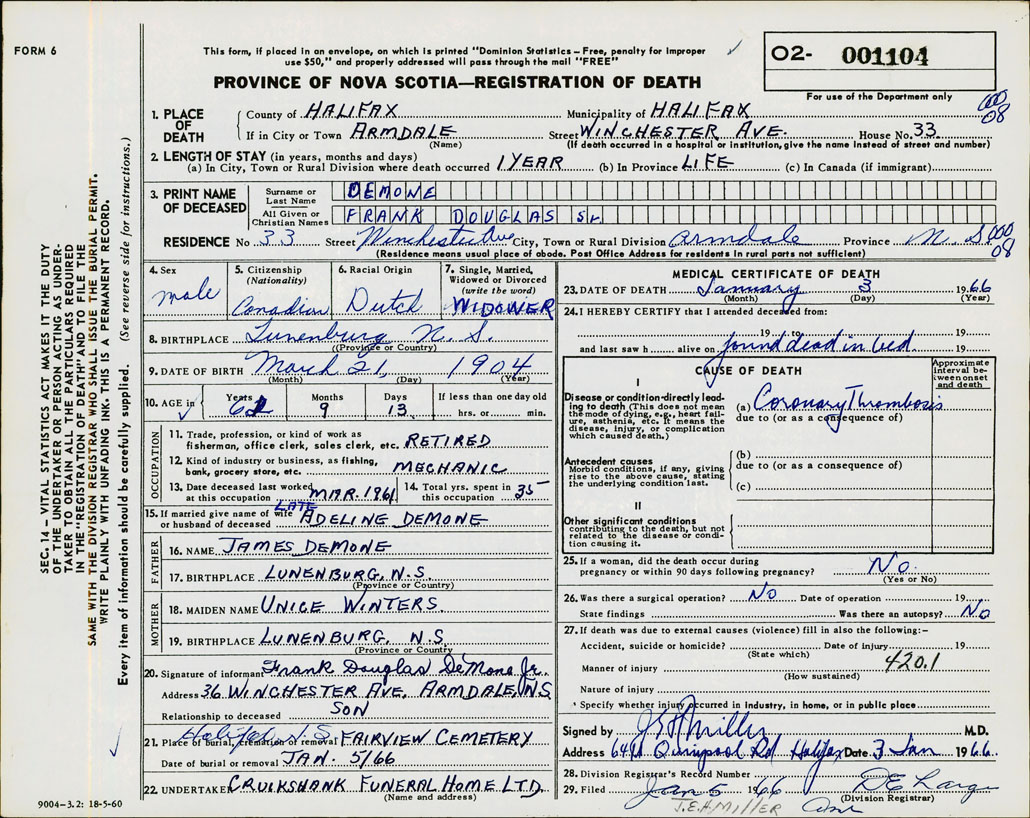 FORM 6
This form, if placed in an envelope, on which is printed "Dominion Statistics – Free, penalty for improper
use $50," and properly addressed will pass through the mail "FREE"
PROVINCE OF NOVA SCOTIA—REGISTRATION OF DEATH
O2- 001104
For use of the Department only
000
08
1. PLACE OF DEATH
County of HALIFAX Municipality of HALIFAX
If in City or Town ARMDALE Street WINCHESTER AVE. House No. 33
(Name) (If death occurred in a hospital or institution, give the name instead of street and number)
2. LENGTH OF STAY (in years, months and days)
(a) In City, Town or Rural Division where death occurred 1 YEAR (b) In Province LIFE (c) In Canada (if immigrant)
3. PRINT NAME OF DECEASED
Surname or Last Name DEMONE
All Given or Christian Names FRANK DOUGLAS Sr
RESIDENCE No 33 Street Winchester Ave City, Town or Rural Division Armdale Province N. S 000
08
(Residence means usual place of abode. Post Office Address for residents in rural parts not sufficient)
4. Sex
male
5. Citizenship
(Nationality)
Canadian
6. Racial Origin
Dutch
7. Single, Married, Widowed or Divorced
(write the word)
WIDOWER
8. BIRTHPLACE Lunenburg N. S.
(Province or Country)
9. DATE OF BIRTH March 21, 1904
(Month) (Day) (Year)
10. AGE in
Years
Months 9
Days 13
If less than one day old
hrs. or min.
OCCUPATION
11. Trade, profession, or kind of work as
fisherman, office clerk, sales clerk, etc. RETIRED
12. Kind of industry or business, as fishing,
bank, grocery store, etc. MECHANIC
13. Date deceased last worked
at this occupation MAR. 1961
14. Total yrs. spent in
this occupation 35
15. If married give name of wife
or husband of deceased LATE ADELINE DEMONE
FATHER
16. NAME JAMES DEMONE
17. BIRTHPLACE LUNENBURG, N.S.
(Province or Country)
MOTHER
18. MAIDEN NAME UNICE WINTERS
19. BIRTHPLACE LUNENBURG, N.S
(Province or Country)
20. Signature of informant Frank Douglas DeMone Jr.
Address 36 WINCHESTER AVE, ARMDALE, N.S
Relationship to deceased SON
Halifax N. S.
21. Place of burial, cremation or removal FAIRVIEW CEMETERY
Date of burial or removal JAN. 5/66
22. UNDERTAKER CRUIKSHANK FUNERAL HOME LTD.
(Name and address)
MEDICAL CERTIFICATE OF DEATH
23. DATE OF DEATH January 3 1966
(Month) (Day) (Year)
24. I HEREBY CERTIFY that I attended deceased from:
19 to 19
and last saw h alive on found dead in bed 19
CAUSE OF DEATH
Approximate interval between onset and death
I
Disease or condition directly leading to death (This does not mean the mode of dying, e.g., heart failure, asthenia, etc. It means the disease, injury, or complication which caused death.)
(a) Coronary Thrombosis
due to (or as a consequence of)
Antecedent causes
Morbid conditions, if any, giving rise to the above cause, stating the underlying condition last.
(b)
due to (or as a consequence of)
(c)
II
Other significant conditions
contributing to the death, but not related to the disease or condition causing it.
25. If a woman, did the death occur during
pregnancy or within 90 days following pregnancy? No.
(Yes or No)
26. Was there a surgical operation? No Date of operation 19
State findings Was there an autopsy? No
27. If death was due to external causes (violence) fill in also the following:–
Accident, suicide or homicide? Date of injury 19
(State which)
420.1
Manner of injury
(How sustained)
Nature of injury
Specify whether injury occurred in industry, in home, or in public place
Signed by J E H Miller M.D.
Address Quinpool Rd Halifax Date 3 Jan 1966.
28. Division Registrar's Record Number
29. Filed Jan 5 1966 DE Large
(Division Registrar)
J.E.H. MILLER
SEC. 14 – VITAL STATISTICS ACT MAKES IT THE DUTY
OF THE UNDERTAKER OR PERSON ACTING AS UNDER-
TAKER TO OBTAIN ALL THE PARTICULARS REQUIRED
IN THE "REGISTRATION OF DEATH" AND TO FILE THE
SAME WITH THE DIVISION REGISTRAR WHO SHALL ISSUE THE BURIAL PERMIT.
WRITE PLAINLY WITH UNFADING INK. THIS IS A PERMANENT RECORD.
Every item of information should be carefully supplied. (See reverse side for instructions.)
9004–3.2: 18-5-60